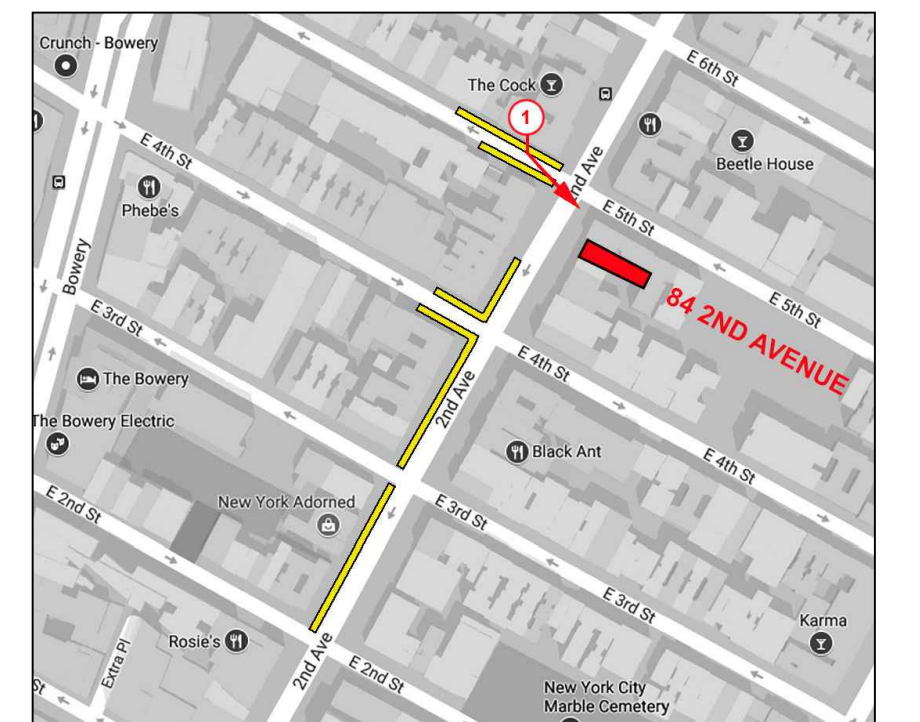 Crunch - Bowery
E 6th St
The Cock
1
2nd Ave
Beetle House
E 4th St
Phebe's
E 5th St
Bowery
E 5th St
84 2ND AVENUE
E 3rd St
E 4th St
The Bowery
2nd Ave
The Bowery Electric
Black Ant
E 4th St
E 2nd St
New York Adorned
E 3rd St
E 3rd St
Karma
Rosie's
Extra Pl
2nd Ave
E 2nd St
St
New York City
Marble Cemetery